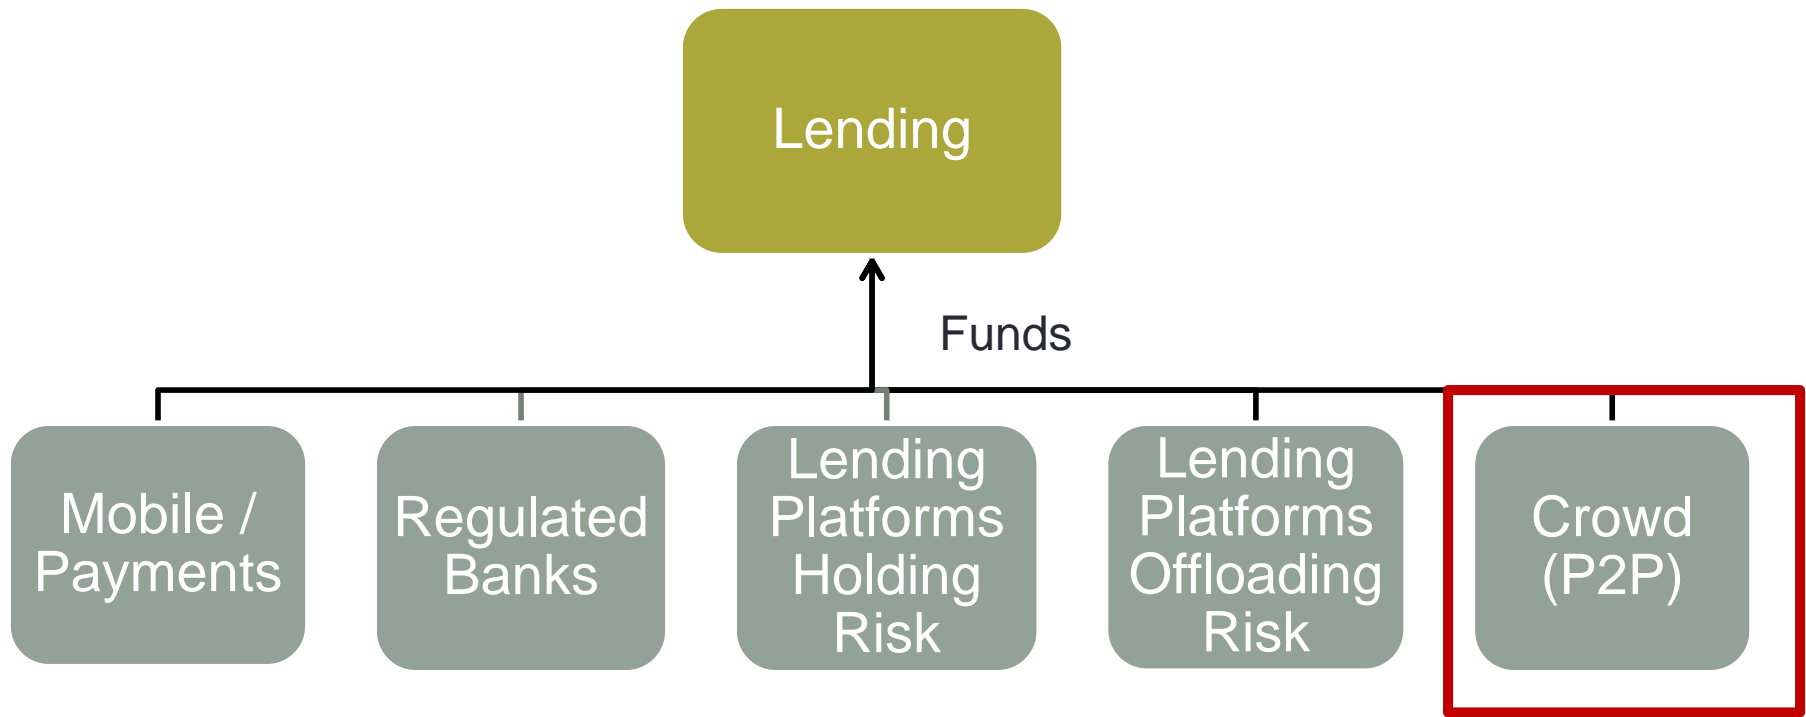 Lending
Funds
Mobile /
Payments
Regulated
Banks
Lending
Platforms
Holding
Risk
Lending
Platforms
Offloading
Risk
Crowd
(P2P)